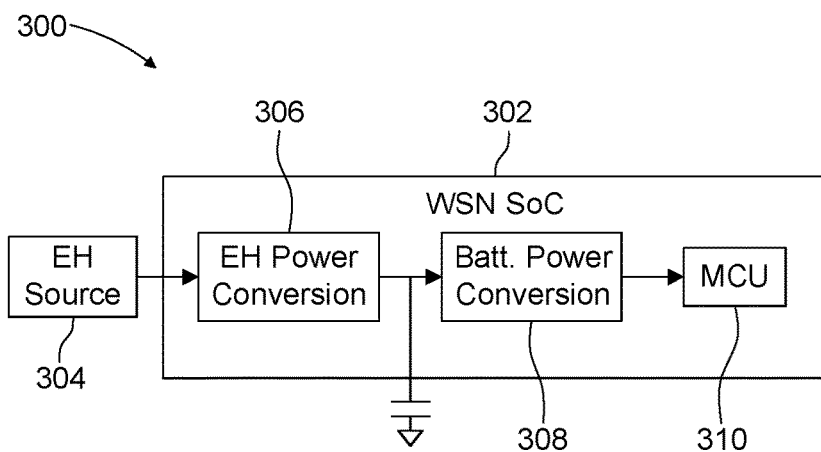 300
306
302
WSN SoC
EH
Source
EH Power
Conversion
Batt. Power
Conversion
MCU
304
308
310